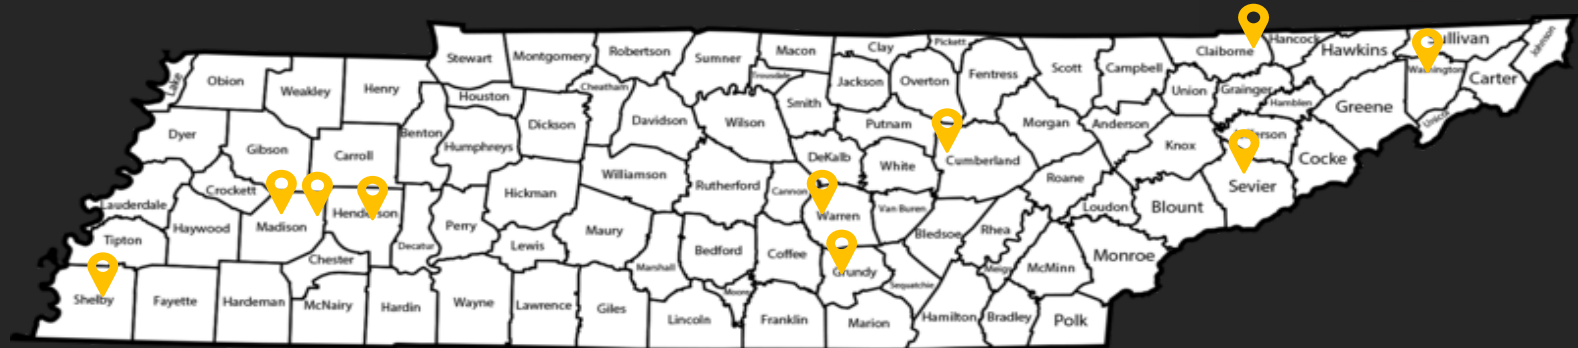 Lake
Obion
Weakley
Henry
Stewart
Montgomery
Robertson
Sumner
Macon
Clay
Pickett
Fentress
Scott
Campbell
Claiborne
Hancock
Hawkins
Sullivan
Johnson
Houston
Cheatham
Trousdale
Jackson
Overton
Union
Grainger
Hamblen
Washington
Carter
Dyer
Gibson
Carroll
Benton
Humphreys
Dickson
Davidson
Wilson
Smith
Putnam
Morgan
Anderson
Knox
Greene
Unicoi
Crockett
Lauderdale
Haywood
Madison
Hickman
Williamson
Rutherford
Cannon
DeKalb
White
Cumberland
Roane
Loudon
Blount
Sevier
Cocke
Tipton
Chester
Decatur
Perry
Lewis
Maury
Bedford
Coffee
Warren
Van Buren
Bledsoe
Rhea
Meigs
McMinn
Monroe
Shelby
Fayette
Hardeman
McNairy
Hardin
Wayne
Lawrence
Giles
Marshall
Moore
Lincoln
Franklin
Grundy
Marion
Sequatchie
Hamilton
Bradley
Polk